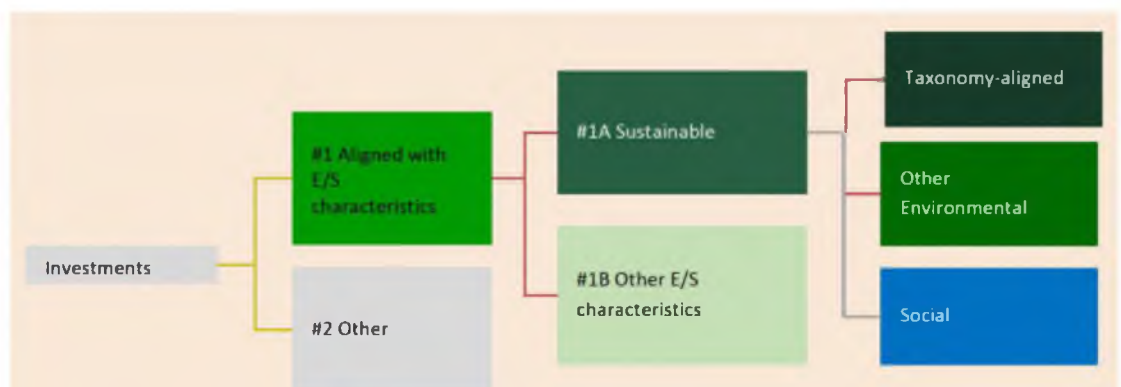 Investments
#1 Aligned with
E/S
characteristics
#2 Other
#1A Sustainable
#1B Other E/S
characteristics
Taxonomy-aligned
Other
Environmental
Social